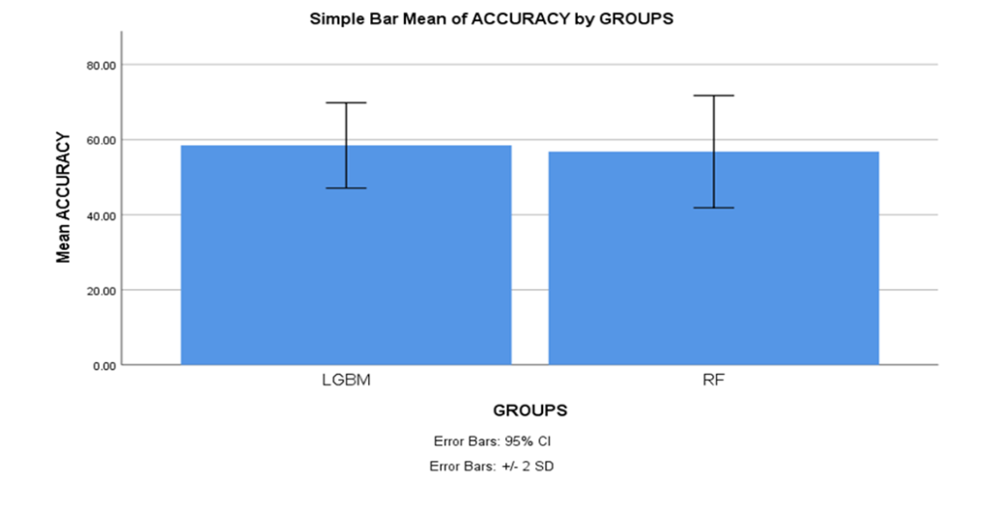 Simple Bar Mean of ACCURACY by GROUPS
80.00
60.00
40.00
20.00
0.00
Mean ACCURACY
LGBM
RF
GROUPS
Error Bars: 95% CI
Error Bars: +/- 2 SD